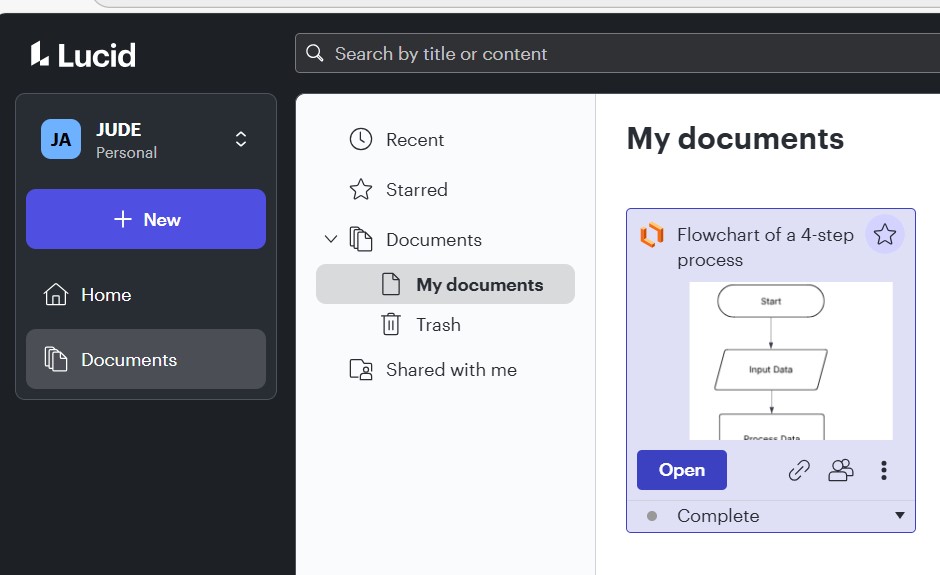 Lucid
Search by title or content
JA
JUDE
Personal
New
Home
Documents
Recent
Starred
Documents
My documents
Trash
Shared with me
My documents
Flowchart of a 4-step
process
Start
Input Data
Process Data
Open
Complete